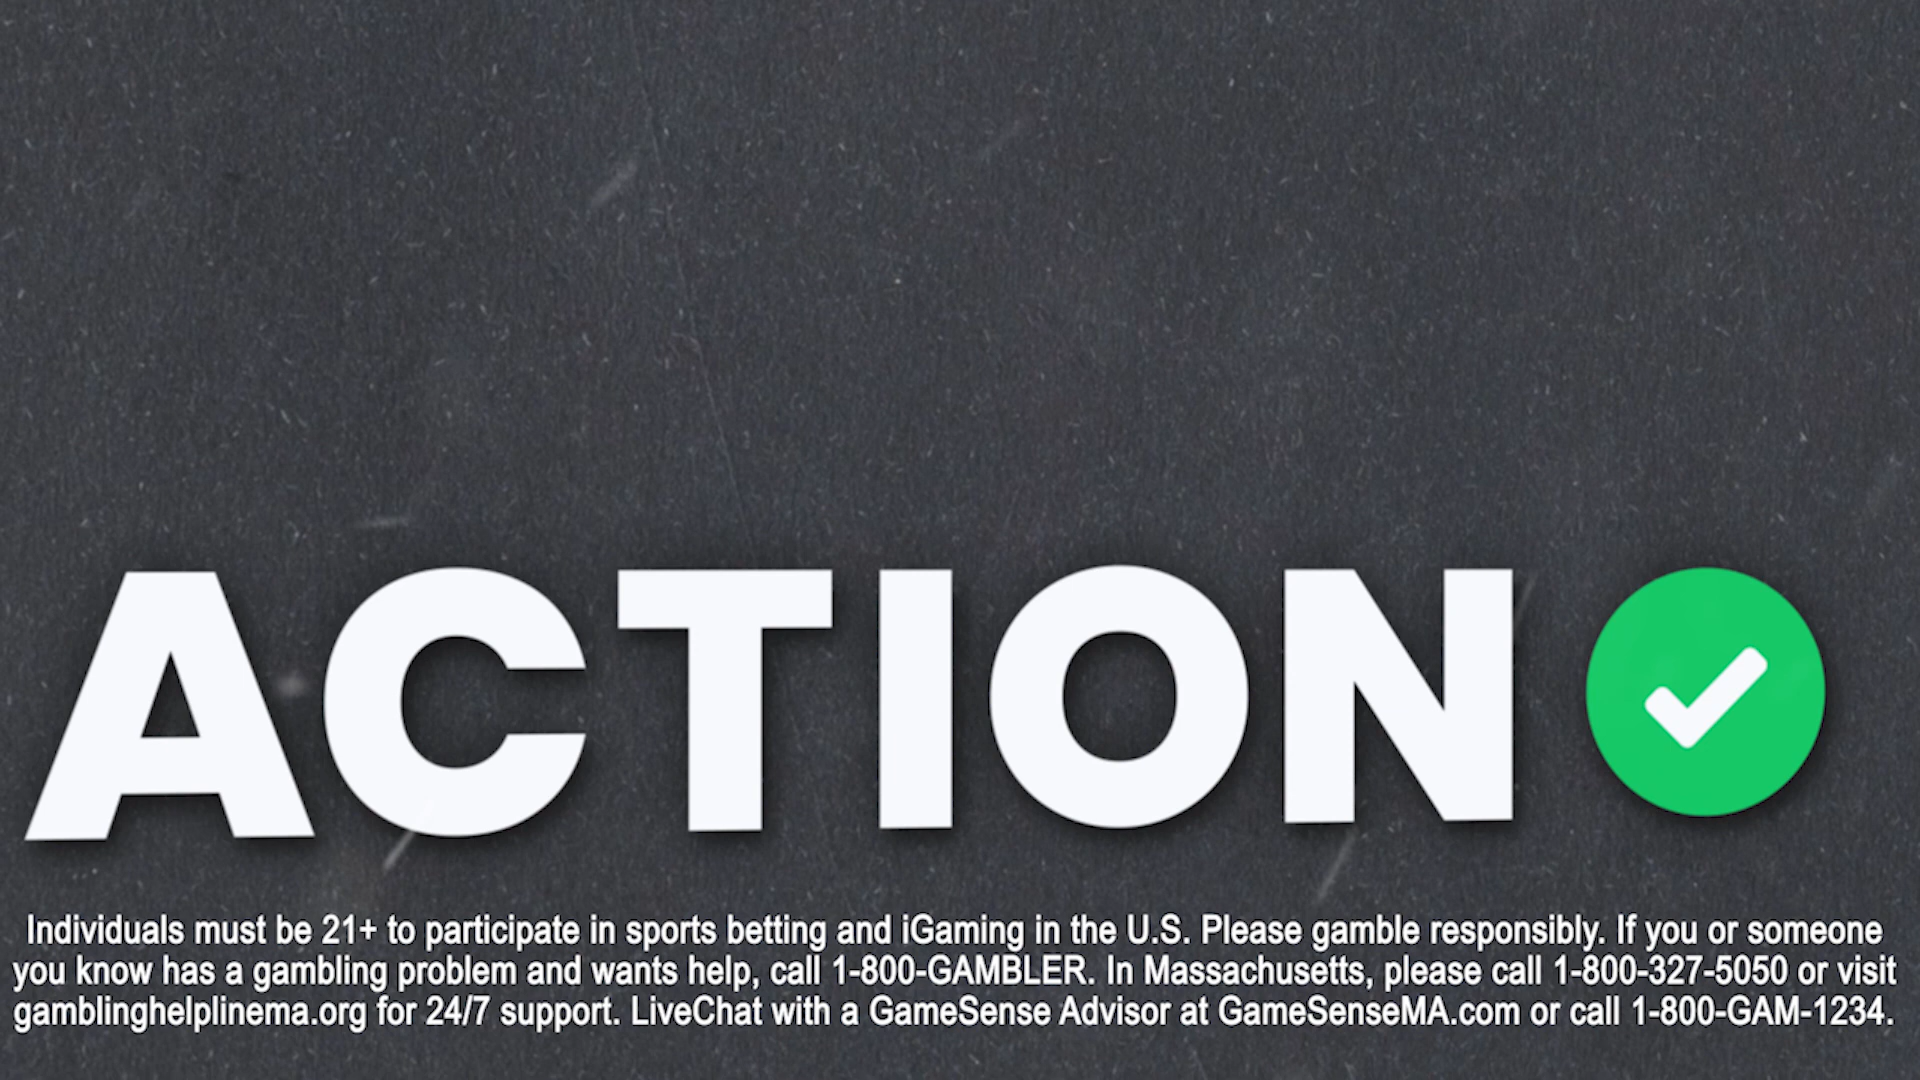 ACTION
Individuals must be 21+ to participate in sports betting and iGaming in the U.S. Please gamble responsibly. If you or someone
you know has a gambling problem and wants help, call 1-800-GAMBLER. In Massachusetts, please call 1-800-327-5050 or visit
gamblinghelplinema.org for 24/7 support. LiveChat with a GameSense Advisor at GameSenseMA.com or call 1-800-GAM-1234.